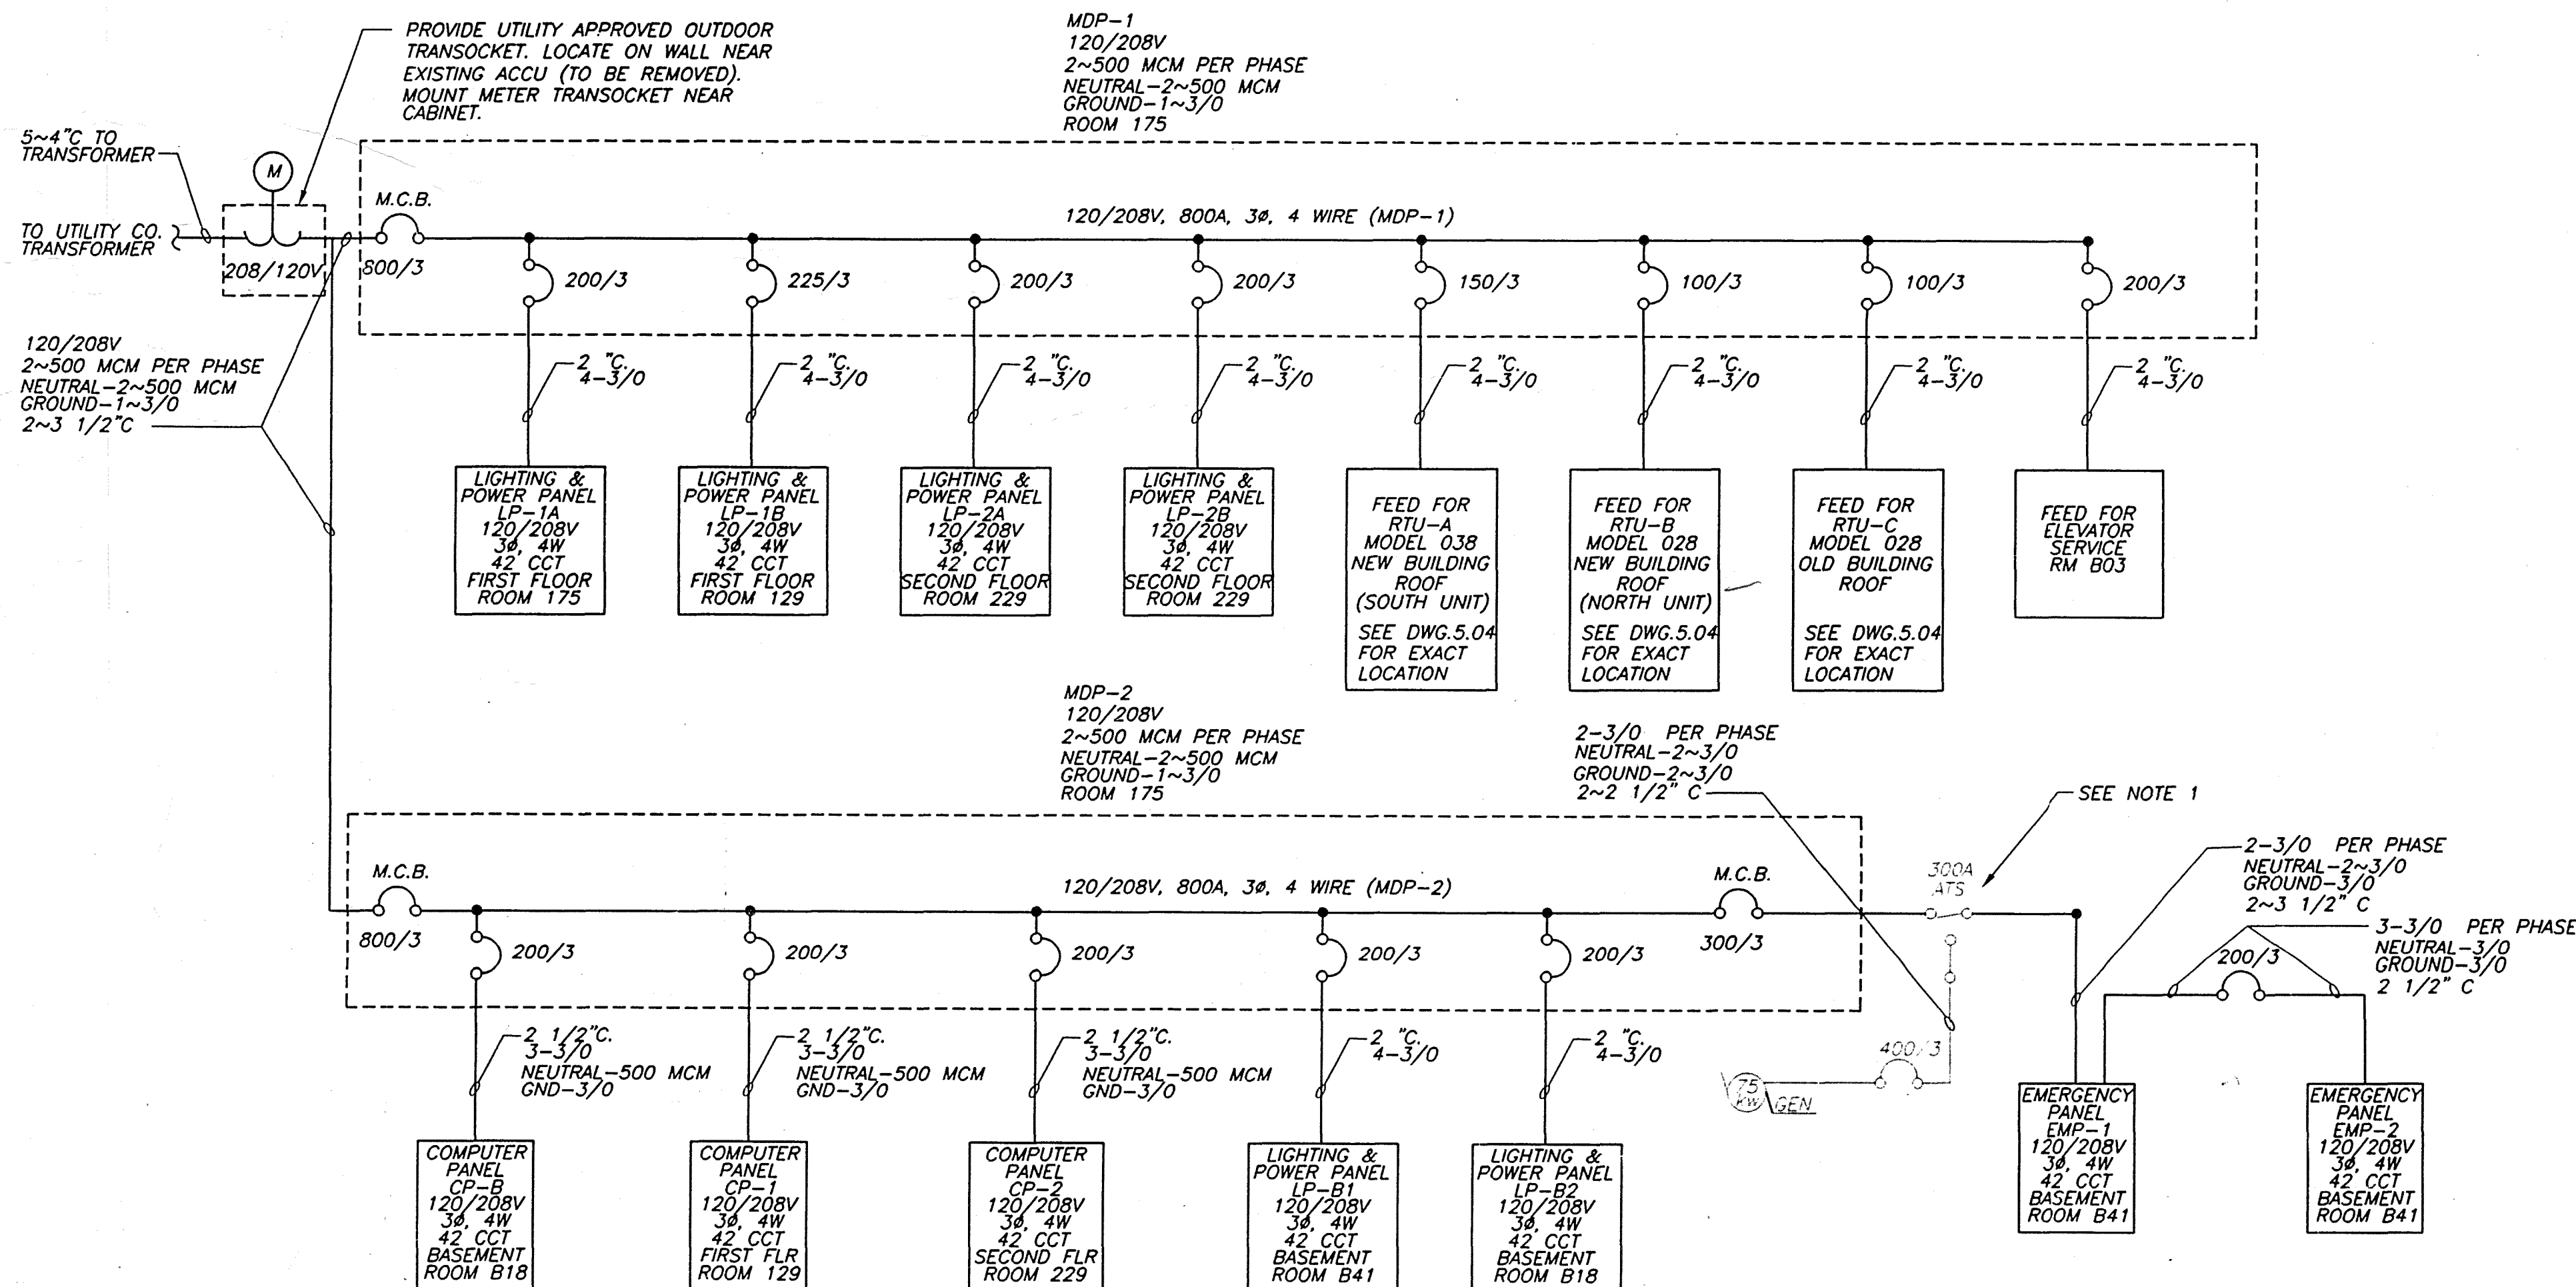 PROVIDE UTILITY APPROVED OUTDOOR
TRANSOCKET. LOCATE ON WALL NEAR
EXISTING ACCU (TO BE REMOVED).
MOUNT METER TRANSOCKET NEAR
CABINET.
MDP-1
120/208V
2~500 MCM PER PHASE
NEUTRAL-2~500 MCM
GROUND-1~3/0
ROOM 175
5~4"C TO
TRANSFORMER
M
TO UTILITY CO.
TRANSFORMER
208/120V
M.C.B.
800/3
120/208V, 800A, 3ø, 4 WIRE (MDP-1)
200/3
225/3
200/3
200/3
150/3
100/3
100/3
200/3
120/208V
2~500 MCM PER PHASE
NEUTRAL-2~500 MCM
GROUND-1~3/0
2~3 1/2"C
2 "C.
4-3/0
2 "C.
4-3/0
2 "C.
4-3/0
2 "C.
4-3/0
2 "C.
4-3/0
2 "C.
4-3/0
2 "C.
4-3/0
2 "C.
4-3/0
LIGHTING &
POWER PANEL
LP-1A
120/208V
3ø, 4W
42 CCT
FIRST FLOOR
ROOM 175
LIGHTING &
POWER PANEL
LP-1B
120/208V
3ø, 4W
42 CCT
FIRST FLOOR
ROOM 129
LIGHTING &
POWER PANEL
LP-2A
120/208V
3ø, 4W
42 CCT
SECOND FLOOR
ROOM 229
LIGHTING &
POWER PANEL
LP-2B
120/208V
3ø, 4W
42 CCT
SECOND FLOOR
ROOM 229
FEED FOR
RTU-A
MODEL 038
NEW BUILDING
ROOF
(SOUTH UNIT)
SEE DWG.5.04
FOR EXACT
LOCATION
FEED FOR
RTU-B
MODEL 028
NEW BUILDING
ROOF
(NORTH UNIT)
SEE DWG.5.04
FOR EXACT
LOCATION
FEED FOR
RTU-C
MODEL 028
OLD BUILDING
ROOF
SEE DWG.5.04
FOR EXACT
LOCATION
FEED FOR
ELEVATOR
SERVICE
RM B03
MDP-2
120/208V
2~500 MCM PER PHASE
NEUTRAL-2~500 MCM
GROUND-1~3/0
ROOM 175
2-3/0 PER PHASE
NEUTRAL-2~3/0
GROUND-2~3/0
2~2 1/2" C
SEE NOTE 1
M.C.B.
800/3
120/208V, 800A, 3ø, 4 WIRE (MDP-2)
M.C.B.
300/3
300A
ATS
2-3/0 PER PHASE
NEUTRAL-2~3/0
GROUND-3/0
2~3 1/2" C
3-3/0 PER PHASE
NEUTRAL-3/0
GROUND-3/0
2 1/2" C
200/3
200/3
200/3
200/3
200/3
200/3
400/3
75
KW
GEN
2 1/2"C.
3-3/0
NEUTRAL-500 MCM
GND-3/0
2 1/2"C.
3-3/0
NEUTRAL-500 MCM
GND-3/0
2 1/2"C.
3-3/0
NEUTRAL-500 MCM
GND-3/0
2 "C.
4-3/0
2 "C.
4-3/0
COMPUTER
PANEL
CP-B
120/208V
3ø, 4W
42 CCT
BASEMENT
ROOM B18
COMPUTER
PANEL
CP-1
120/208V
3ø, 4W
42 CCT
FIRST FLR
ROOM 129
COMPUTER
PANEL
CP-2
120/208V
3ø, 4W
42 CCT
SECOND FLR
ROOM 229
LIGHTING &
POWER PANEL
LP-B1
120/208V
3ø, 4W
42 CCT
BASEMENT
ROOM B41
LIGHTING &
POWER PANEL
LP-B2
120/208V
3ø, 4W
42 CCT
BASEMENT
ROOM B18
EMERGENCY
PANEL
EMP-1
120/208V
3ø, 4W
42 CCT
BASEMENT
ROOM B41
EMERGENCY
PANEL
EMP-2
120/208V
3ø, 4W
42 CCT
BASEMENT
ROOM B41